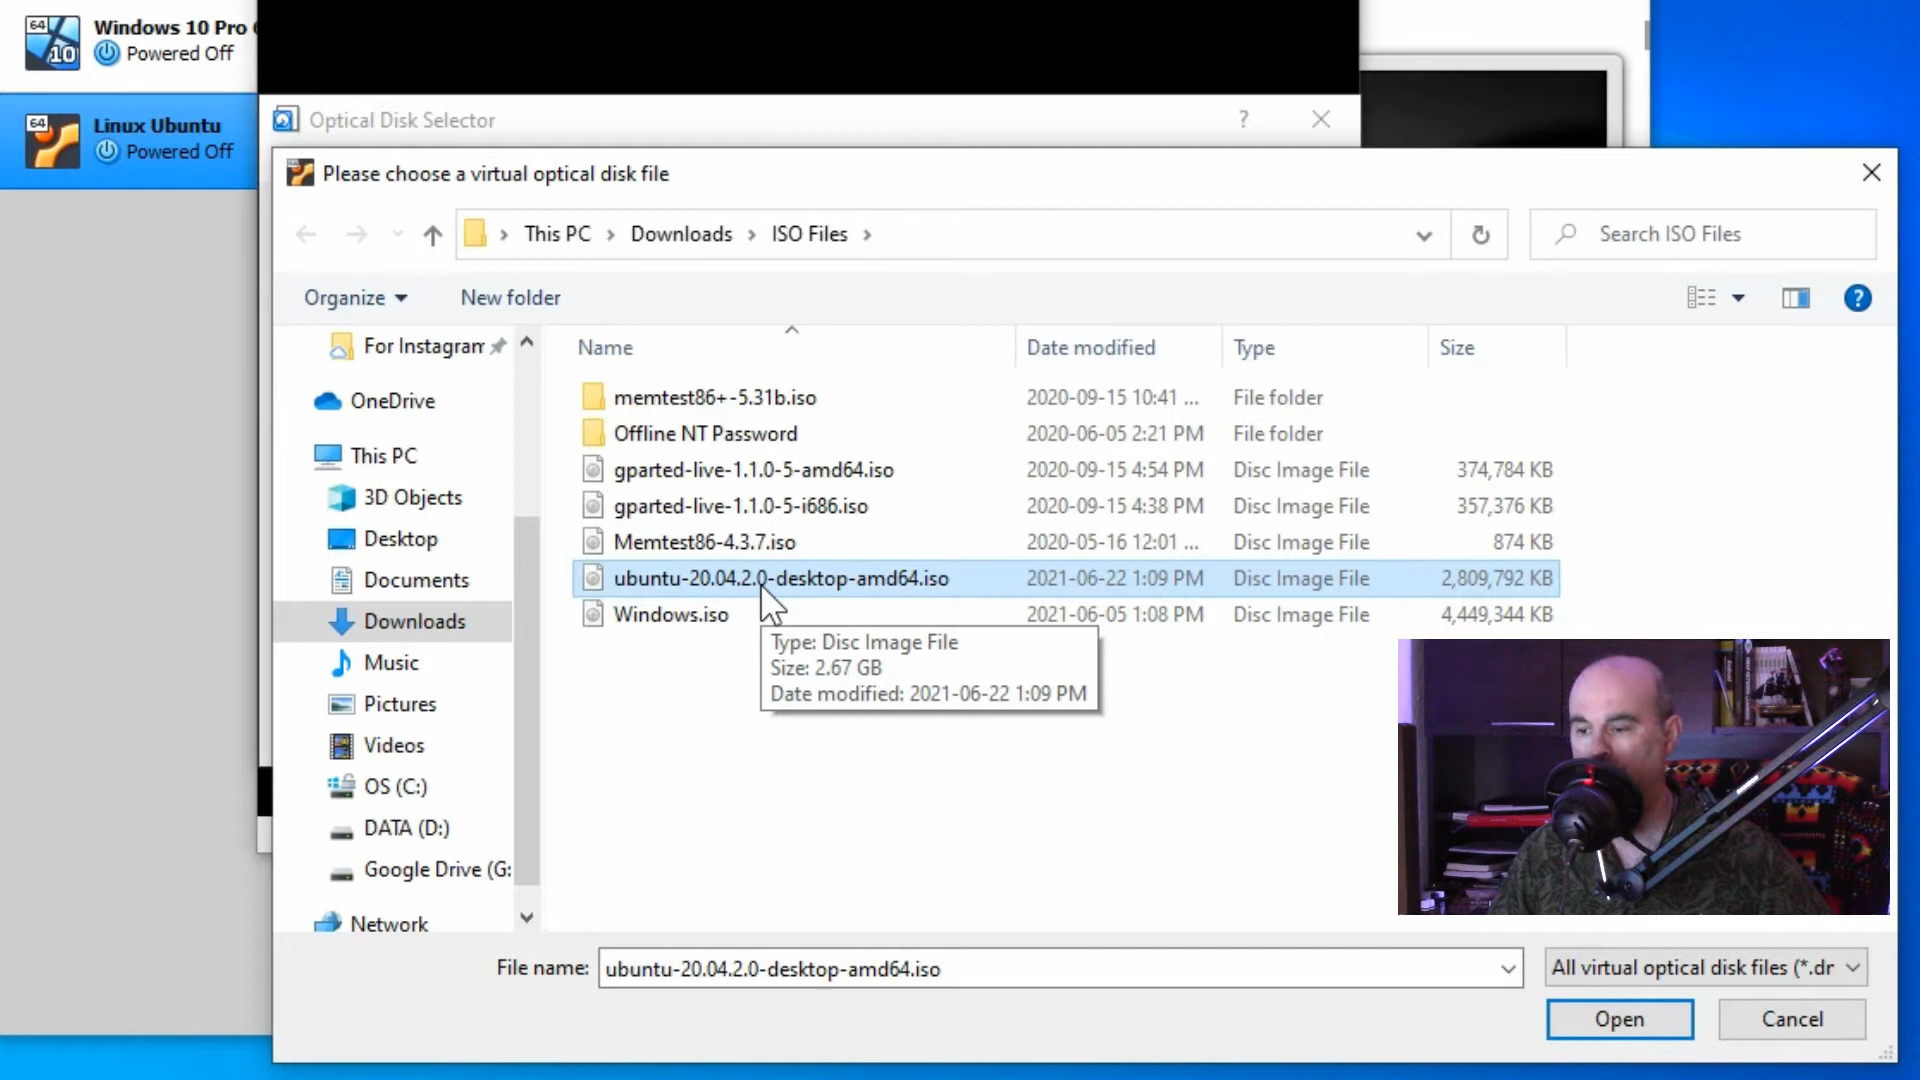 64
10
Windows 10 Pro
Powered Off
64
Linux Ubuntu
Powered Off
Optical Disk Selector
?
Please choose a virtual optical disk file
This PC > Downloads > ISO Files >
Search ISO Files
Organize
New folder
?
For Instagram
OneDrive
This PC
3D Objects
Desktop
Documents
Downloads
Music
Pictures
Videos
OS (C:)
DATA (D:)
Google Drive (G:
Network
Name Date modified Type Size
memtest86+-5.31b.iso 2020-09-15 10:41 ... File folder
Offline NT Password 2020-06-05 2:21 PM File folder
gparted-live-1.1.0-5-amd64.iso 2020-09-15 4:54 PM Disc Image File 374,784 KB
gparted-live-1.1.0-5-i686.iso 2020-09-15 4:38 PM Disc Image File 357,376 KB
Memtest86-4.3.7.iso 2020-05-16 12:01 ... Disc Image File 874 KB
ubuntu-20.04.2.0-desktop-amd64.iso 2021-06-22 1:09 PM Disc Image File 2,809,792 KB
Windows.iso 2021-06-05 1:08 PM Disc Image File 4,449,344 KB
Type: Disc Image File
Size: 2.67 GB
Date modified: 2021-06-22 1:09 PM
File name: ubuntu-20.04.2.0-desktop-amd64.iso
All virtual optical disk files (*.dr
Open
Cancel